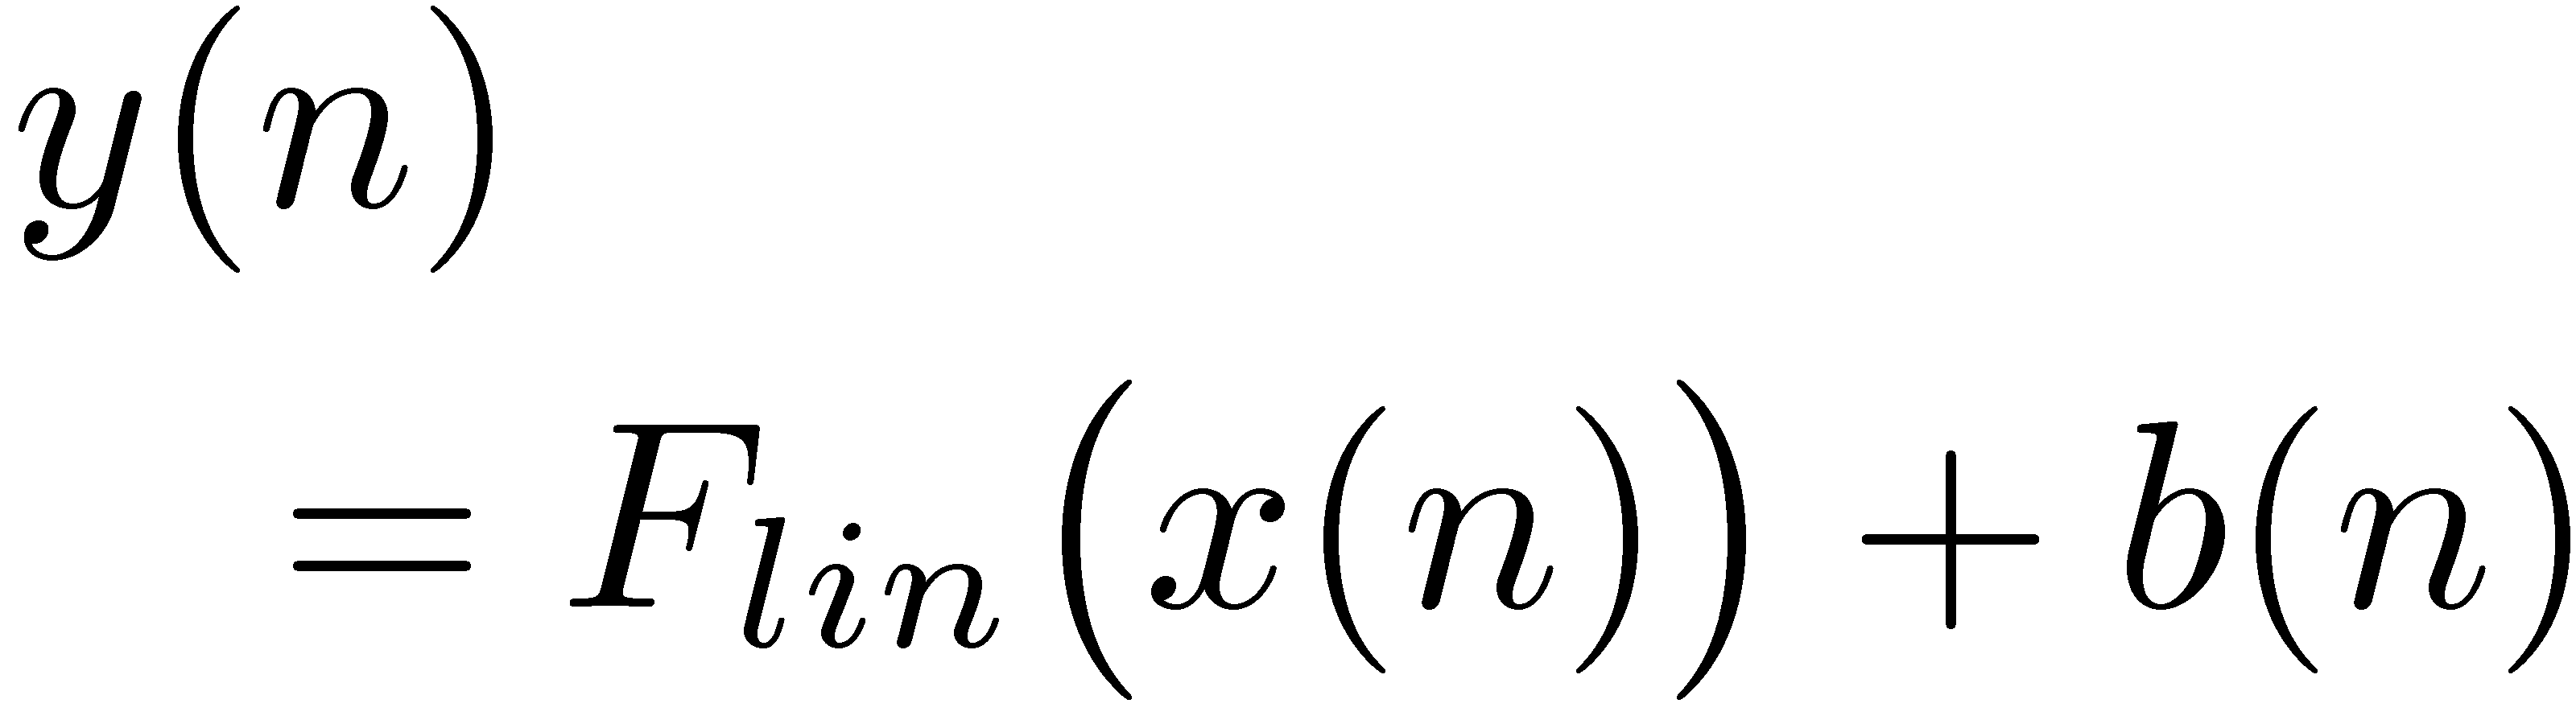 y(n)
= F_{lin}(x(n)) + b(n)